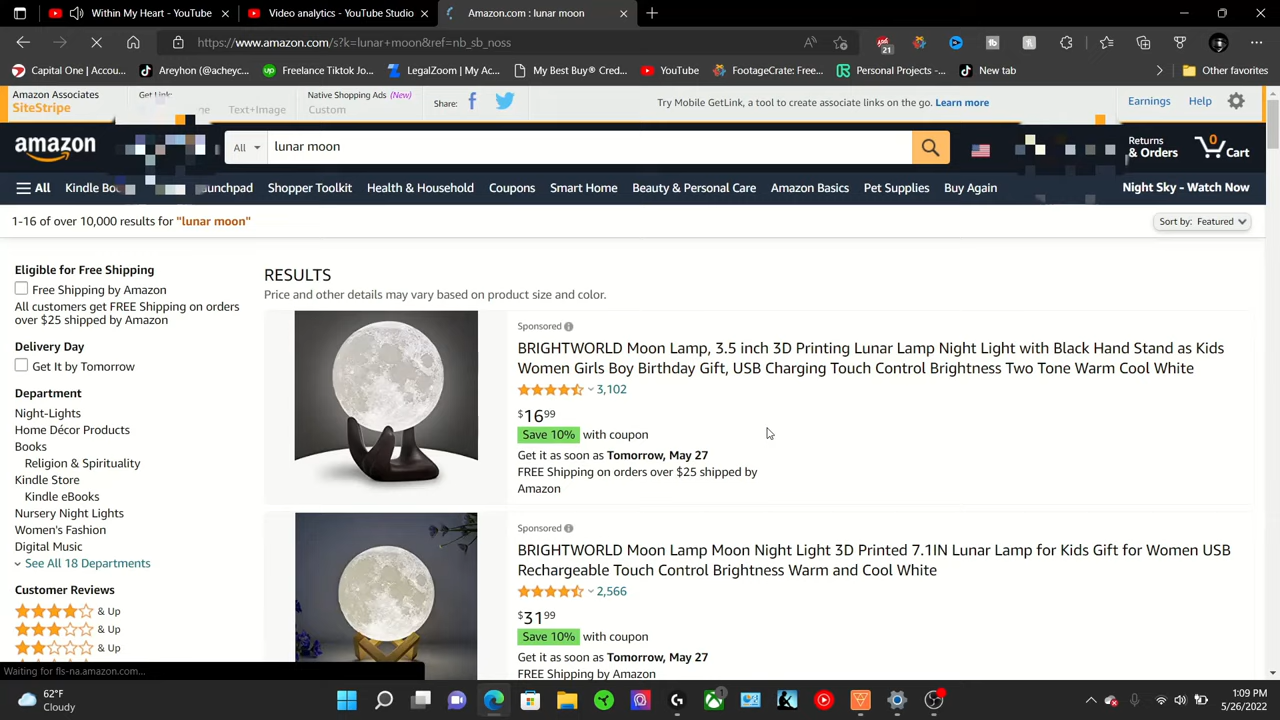 Within My Heart - YouTube
Video analytics - YouTube Studio
Amazon.com : lunar moon
https://www.amazon.com/s?k=lunar+moon&ref=nb_sb_noss
21
Capital One | Accou...
Areyhon (@acheyc...
Freelance Tiktok Jo...
LegalZoom | My Acc...
My Best Buy® Cred...
YouTube
FootageCrate: Free...
Personal Projects -...
New tab
Other favorites
Amazon Associates
SiteStripe
Get Link:
Text+Image
Native Shopping Ads (New)
Custom
Share:
Try Mobile GetLink, a tool to create associate links on the go. Learn more
Earnings
Help
amazon
All
lunar moon
Returns
& Orders
0
Cart
All
Kindle Boo
Shopper Toolkit
Health & Household
Coupons
Smart Home
Beauty & Personal Care
Amazon Basics
Pet Supplies
Buy Again
Night Sky - Watch Now
1-16 of over 10,000 results for "lunar moon"
Sort by: Featured
Eligible for Free Shipping
Free Shipping by Amazon
All customers get FREE Shipping on orders
over $25 shipped by Amazon
Delivery Day
Get It by Tomorrow
Department
Night-Lights
Home Décor Products
Books
Religion & Spirituality
Kindle Store
Kindle eBooks
Nursery Night Lights
Women's Fashion
Digital Music
See All 18 Departments
Customer Reviews
& Up
& Up
& Up
RESULTS
Price and other details may vary based on product size and color.
Sponsored
BRIGHTWORLD Moon Lamp, 3.5 inch 3D Printing Lunar Lamp Night Light with Black Hand Stand as Kids
Women Girls Boy Birthday Gift, USB Charging Touch Control Brightness Two Tone Warm Cool White
3,102
$16 99
Save 10% with coupon
Get it as soon as Tomorrow, May 27
FREE Shipping on orders over $25 shipped by
Amazon
Sponsored
BRIGHTWORLD Moon Lamp Moon Night Light 3D Printed 7.1IN Lunar Lamp for Kids Gift for Women USB
Rechargeable Touch Control Brightness Warm and Cool White
2,566
$31 99
Save 10% with coupon
Get it as soon as Tomorrow, May 27
FREE Shipping by Amazon
Waiting for fls-na.amazon.com...
62°F
Cloudy
1
1:09 PM
5/26/2022